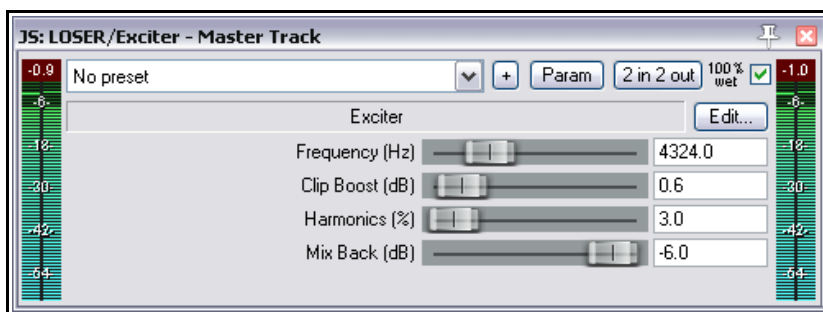 JS: LOSER/Exciter - Master Track
-0.9 No preset + Param 2 in 2 out 100% wet -1.0
-6- Exciter Edit... -6-
-18- Frequency (Hz) 4324.0 -18-
-30- Clip Boost (dB) 0.6 -30-
-42- Harmonics (%) 3.0 -42-
-54- Mix Back (dB) -6.0 -54-